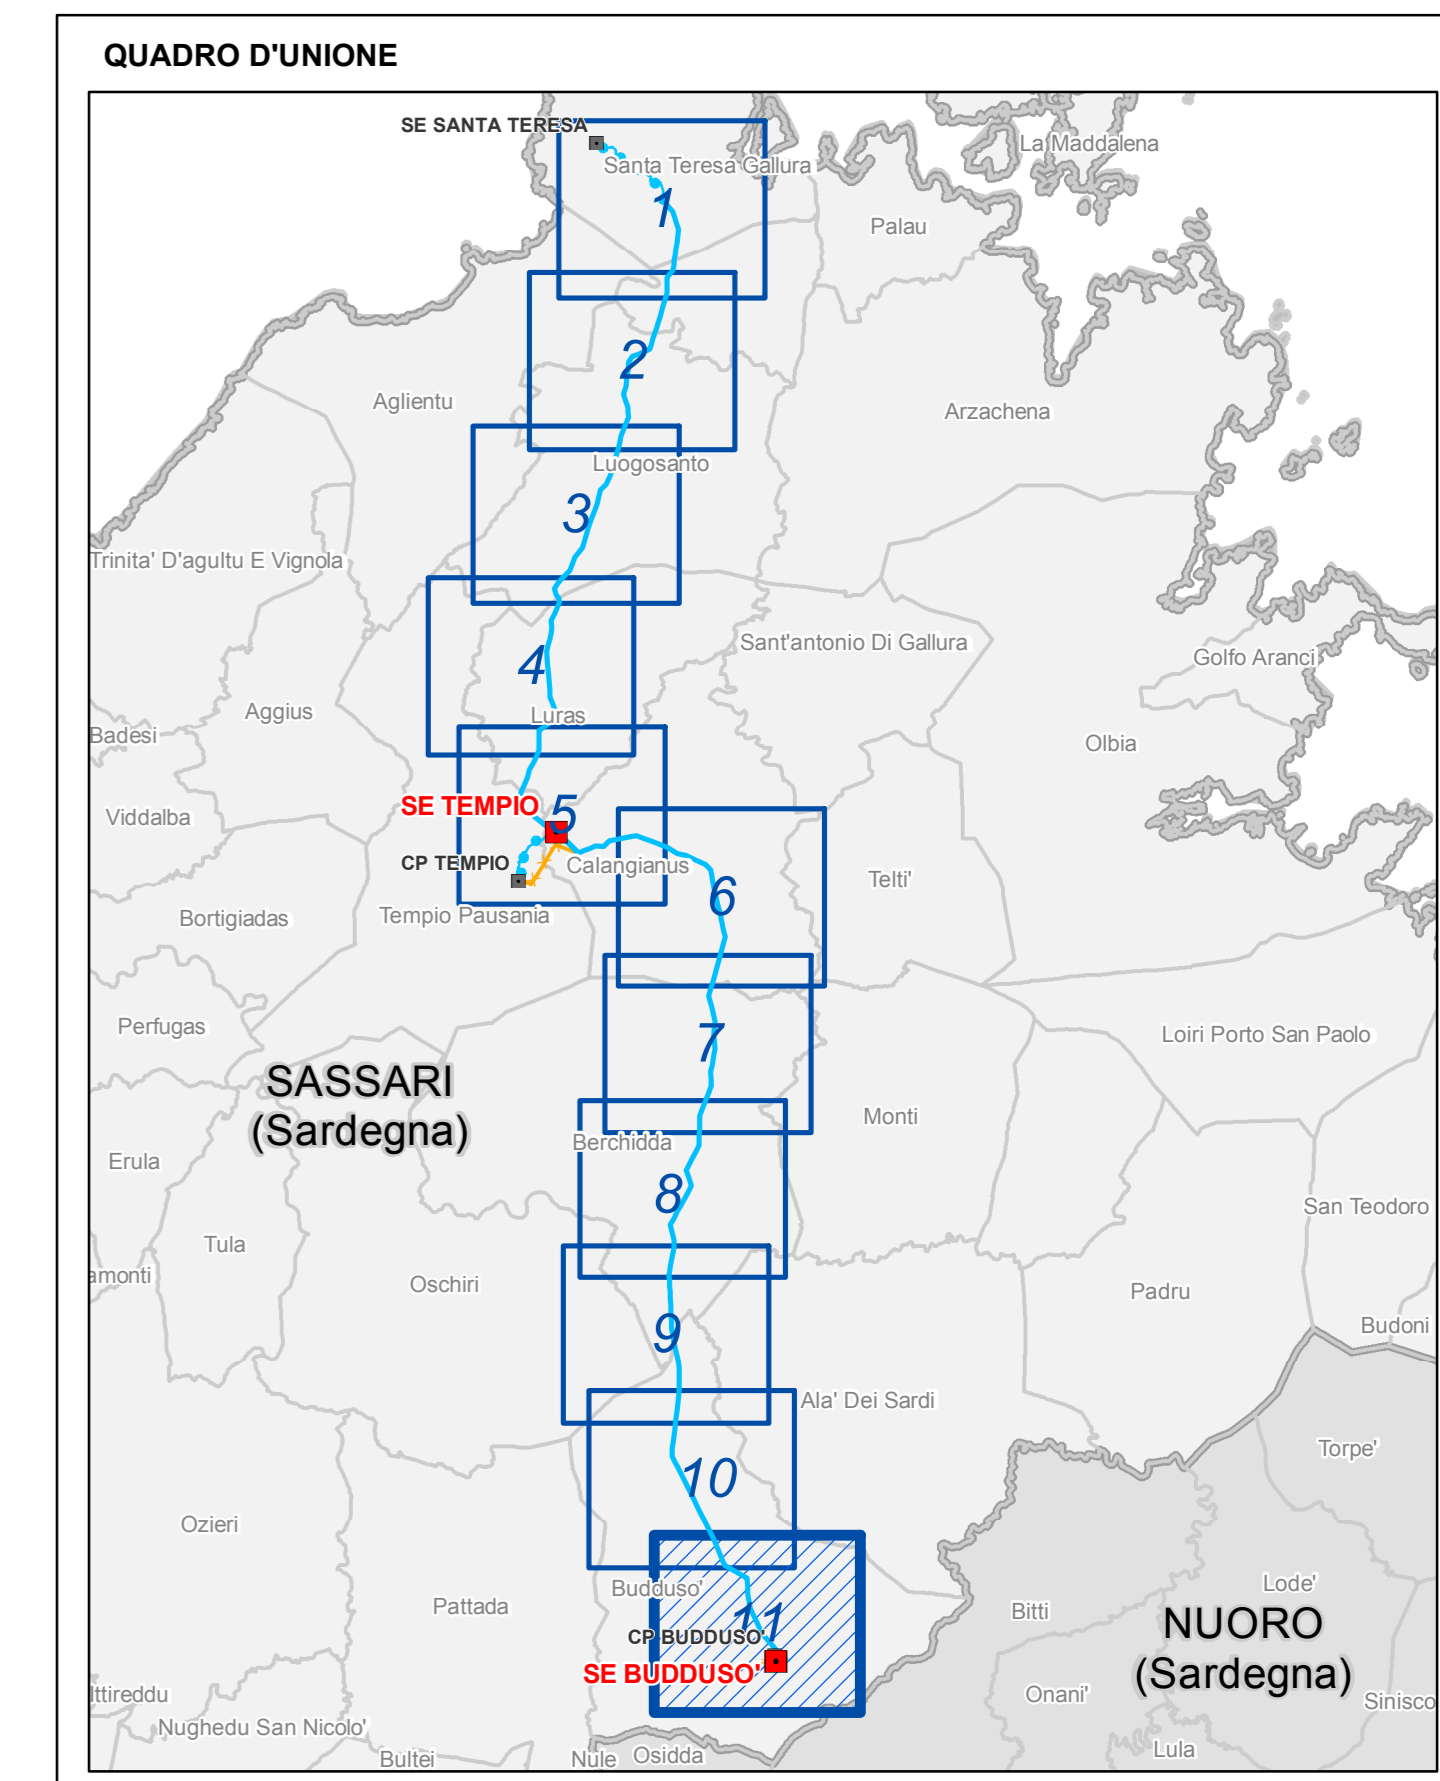 QUADRO D'UNIONE
SE SANTA TERESA
La Maddalena
Santa Teresa Gallura
1
Palau
2
Aglientu
Arzachena
Luogosanto
3
Trinita' D'agultu E Vignola
Sant'antonio Di Gallura
Golfo Aranci
4
Aggius
Luras
Badesi
Olbia
SE TEMPIO
5
Viddalba
CP TEMPIO
Calangianus
Telti'
6
Bortigiadas
Tempio Pausania
Perfugas
Loiri Porto San Paolo
7
SASSARI
(Sardegna)
Monti
Berchidda
Erula
8
San Teodoro
Tula
amonti
Oschiri
Padru
Budoni
9
Ala' Dei Sardi
Torpe'
10
Ozieri
Budduso'
Lode'
Pattada
Bitti
11
NUORO
(Sardegna)
CP BUDDUSO'
SE BUDDUSO'
Ittireddu
Onani'
Sinisco
Nughedu San Nicolo'
Bultei
Nule
Osidda
Lula